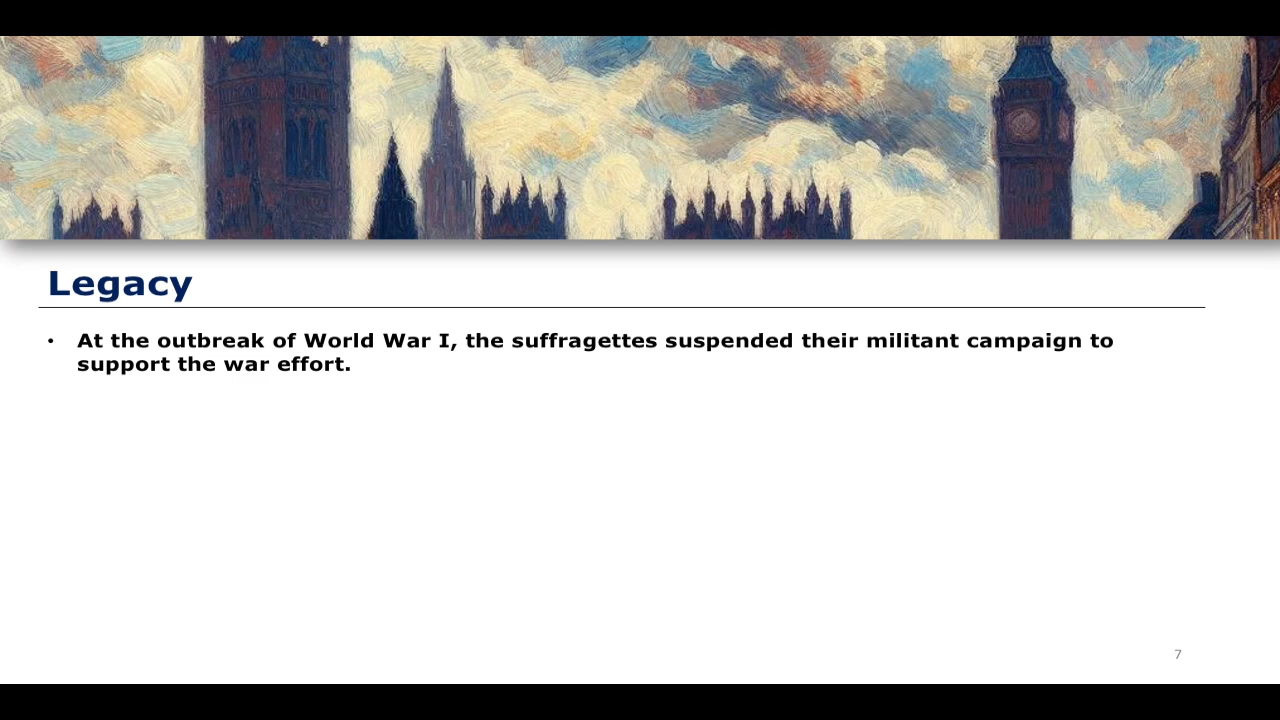 Legacy
• At the outbreak of World War I, the suffragettes suspended their militant campaign to
support the war effort.
7